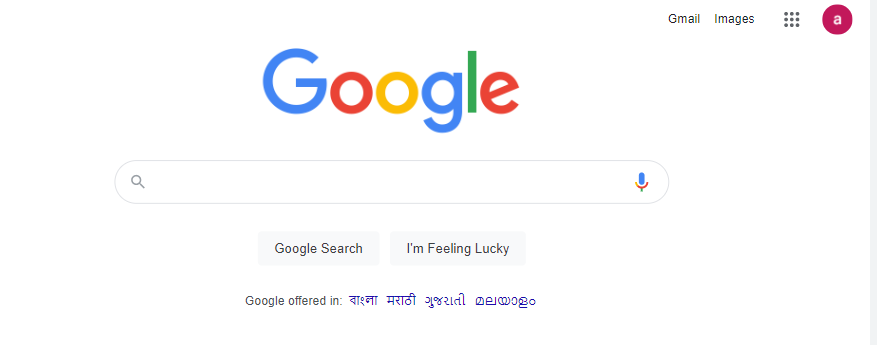 Gmail Images
a
Google
Google Search I'm Feeling Lucky
Google offered in: বাংলা मराठी ગુજરાતી മലയാളം